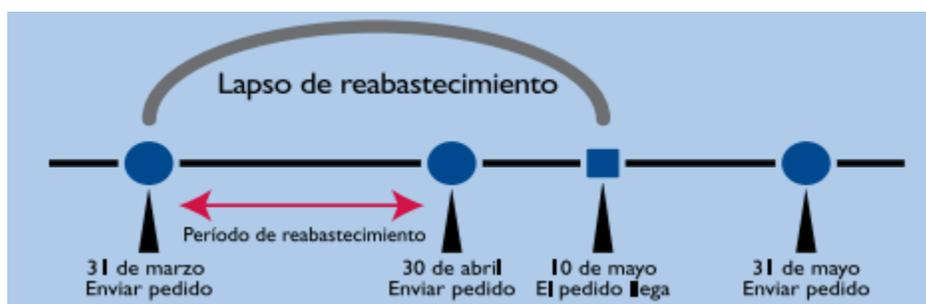 Lapso de reabastecimiento
Período de reabastecimiento
31 de marzo
Enviar pedido
30 de abril
Enviar pedido
10 de mayo
El pedido llega
31 de mayo
Enviar pedido